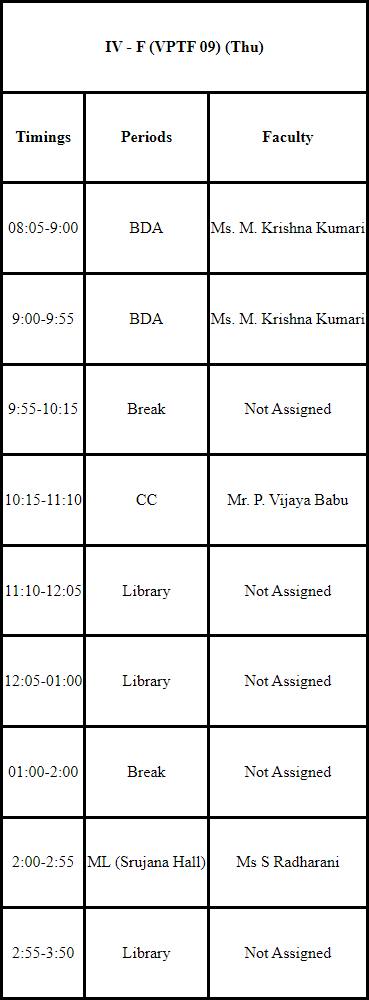 IV - F (VPTF 09) (Thu)
Timings Periods Faculty
08:05-9:00 BDA Ms. M. Krishna Kumari
9:00-9:55 BDA Ms. M. Krishna Kumari
9:55-10:15 Break Not Assigned
10:15-11:10 CC Mr. P. Vijaya Babu
11:10-12:05 Library Not Assigned
12:05-01:00 Library Not Assigned
01:00-2:00 Break Not Assigned
2:00-2:55 ML (Srujana Hall) Ms S Radharani
2:55-3:50 Library Not Assigned